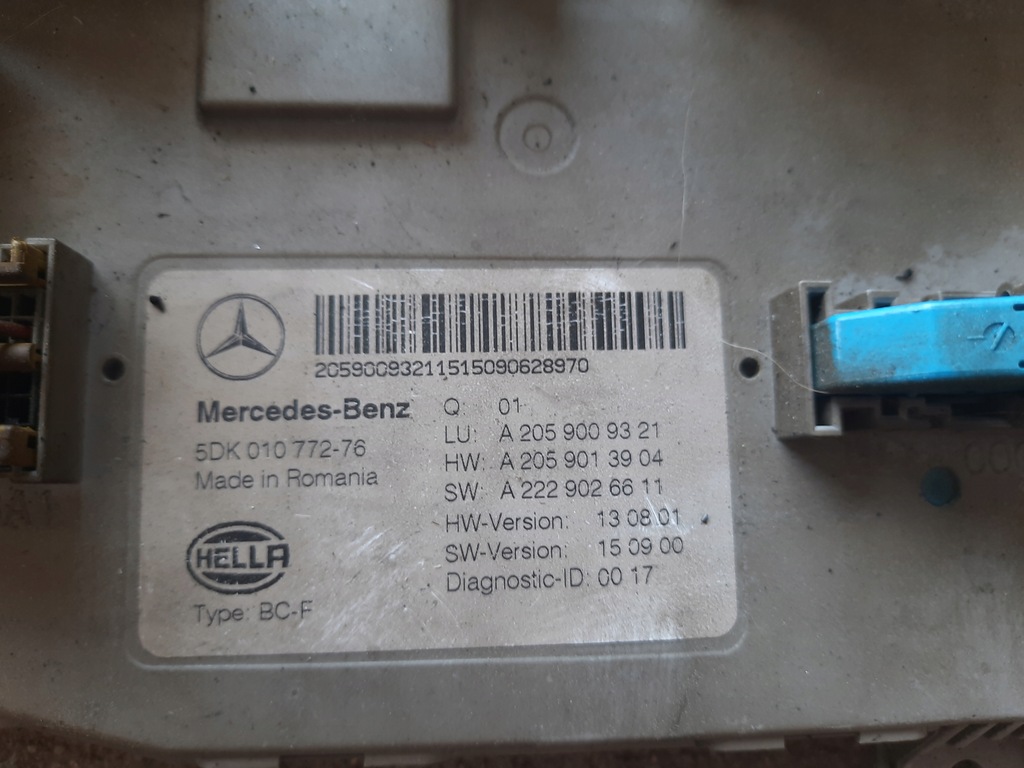 20590093211515090628970
Mercedes-Benz
5DK 010 772-76
Made in Romania
HELLA
Type: BC-F
Q: 01
LU: A 205 900 93 21
HW: A 205 901 39 04
SW: A 222 902 66 11
HW-Version: 13 08 01
SW-Version: 15 09 00
Diagnostic-ID: 00 17
A1